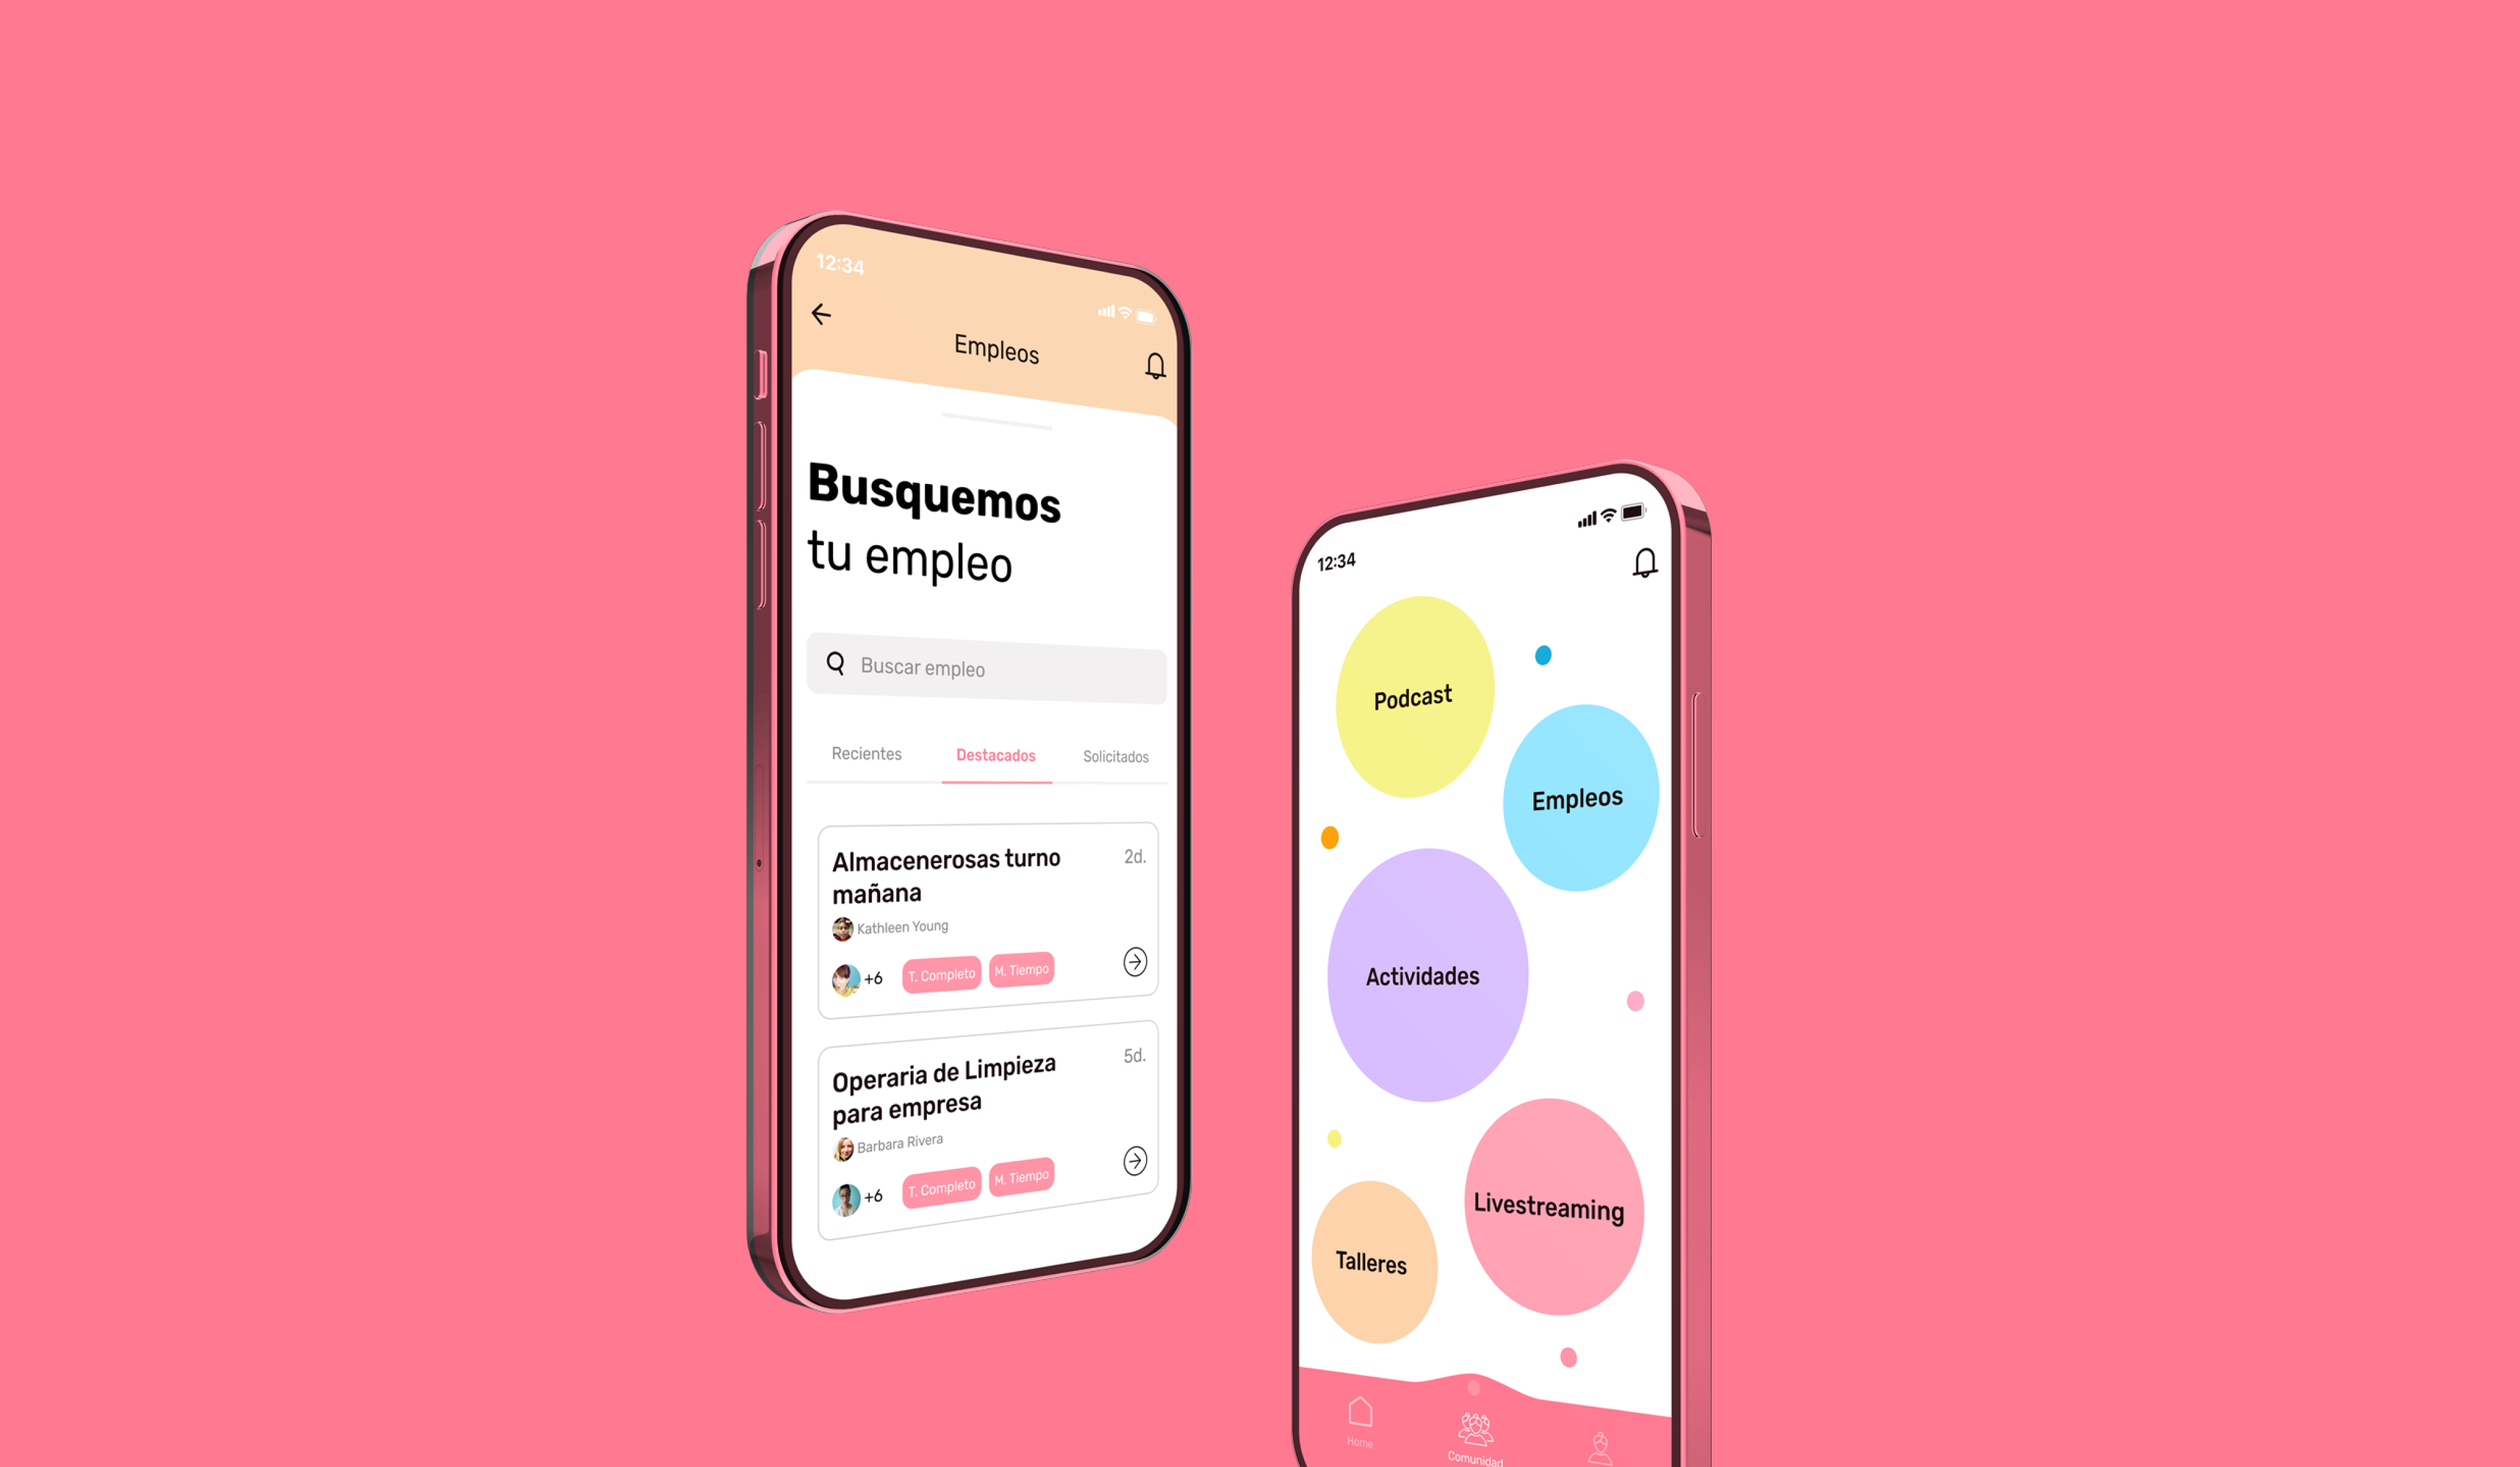 12:34
Empleos
Busquemos
tu empleo
Buscar empleo
Recientes Destacados Solicitados
Almacenerosas turno
mañana
2d.
Kathleen Young
+6 T. Completo M. Tiempo
Operaria de Limpieza
para empresa
5d.
Barbara Rivera
+6 T. Completo M. Tiempo
12:34
Podcast
Empleos
Actividades
Livestreaming
Talleres
Home
Comunidad